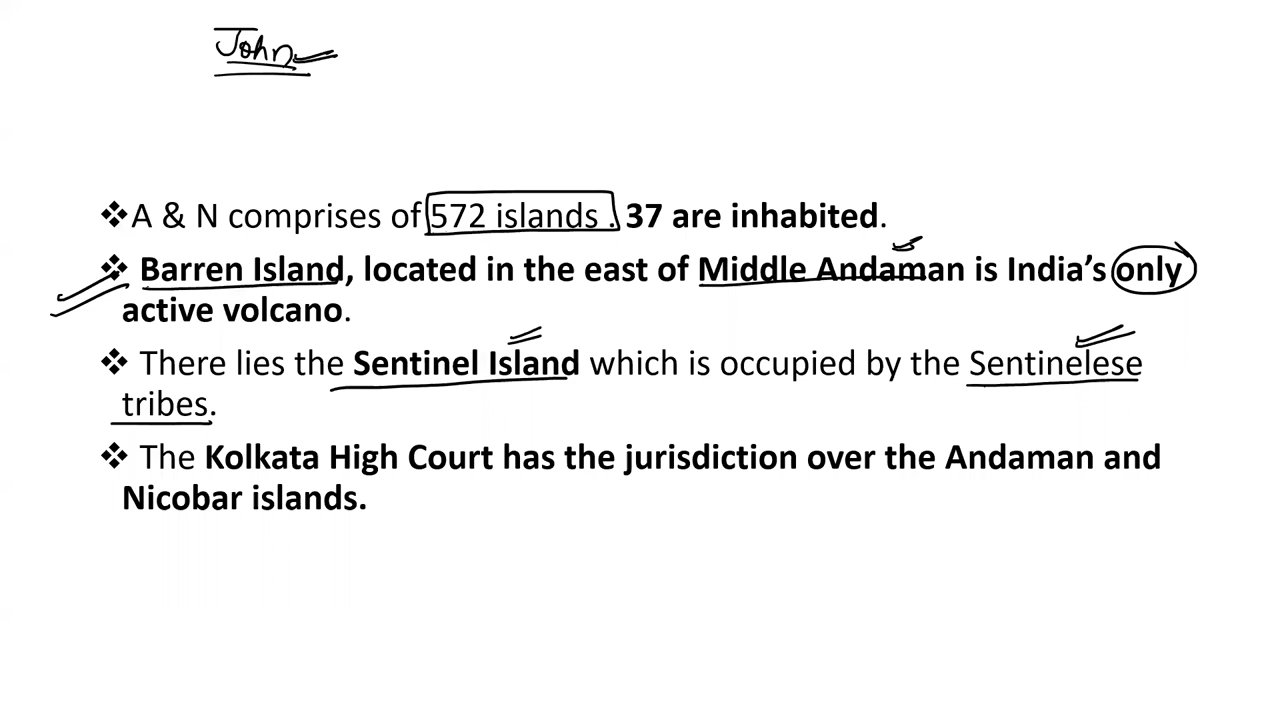 John
❖A & N comprises of 572 islands . 37 are inhabited.
❖ Barren Island, located in the east of Middle Andaman is India’s only
active volcano.
❖ There lies the Sentinel Island which is occupied by the Sentinelese
tribes.
❖ The Kolkata High Court has the jurisdiction over the Andaman and
Nicobar islands.